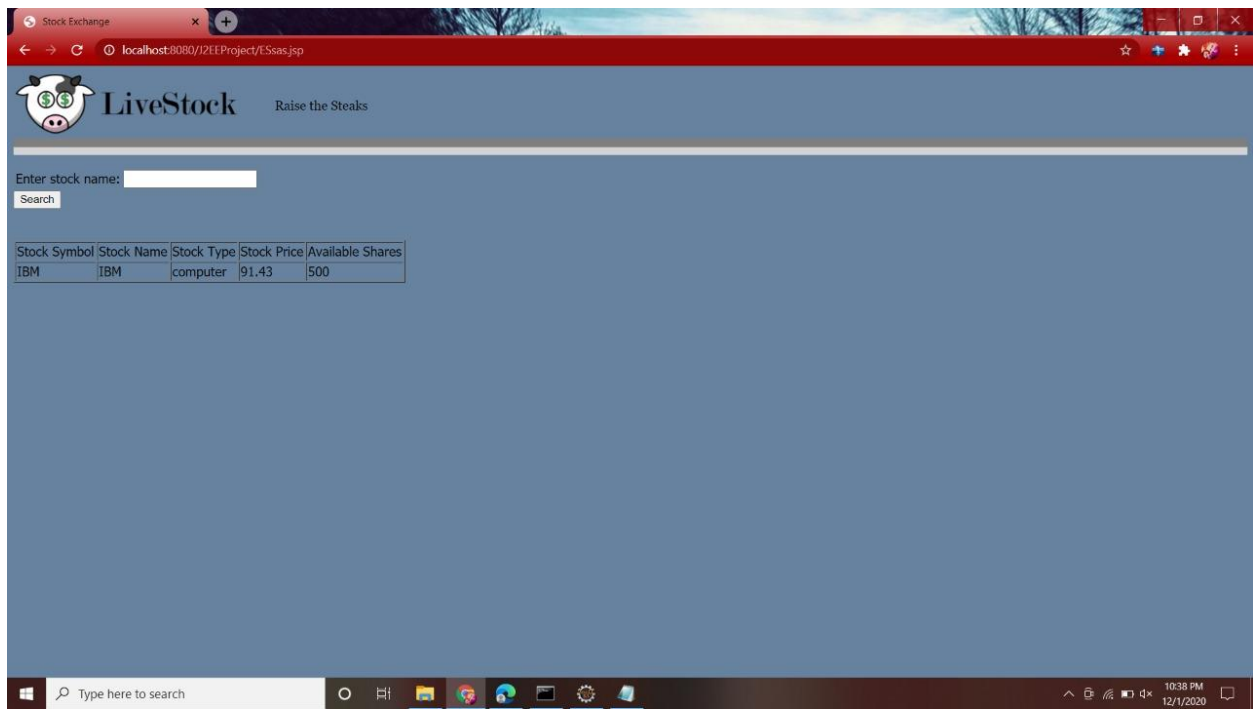 Stock Exchange
localhost:8080/J2EEProject/ESsas.jsp
LiveStock Raise the Steaks
Enter stock name:
Search
Stock Symbol Stock Name Stock Type Stock Price Available Shares
IBM IBM computer 91.43 500
Type here to search
10:38 PM
12/1/2020